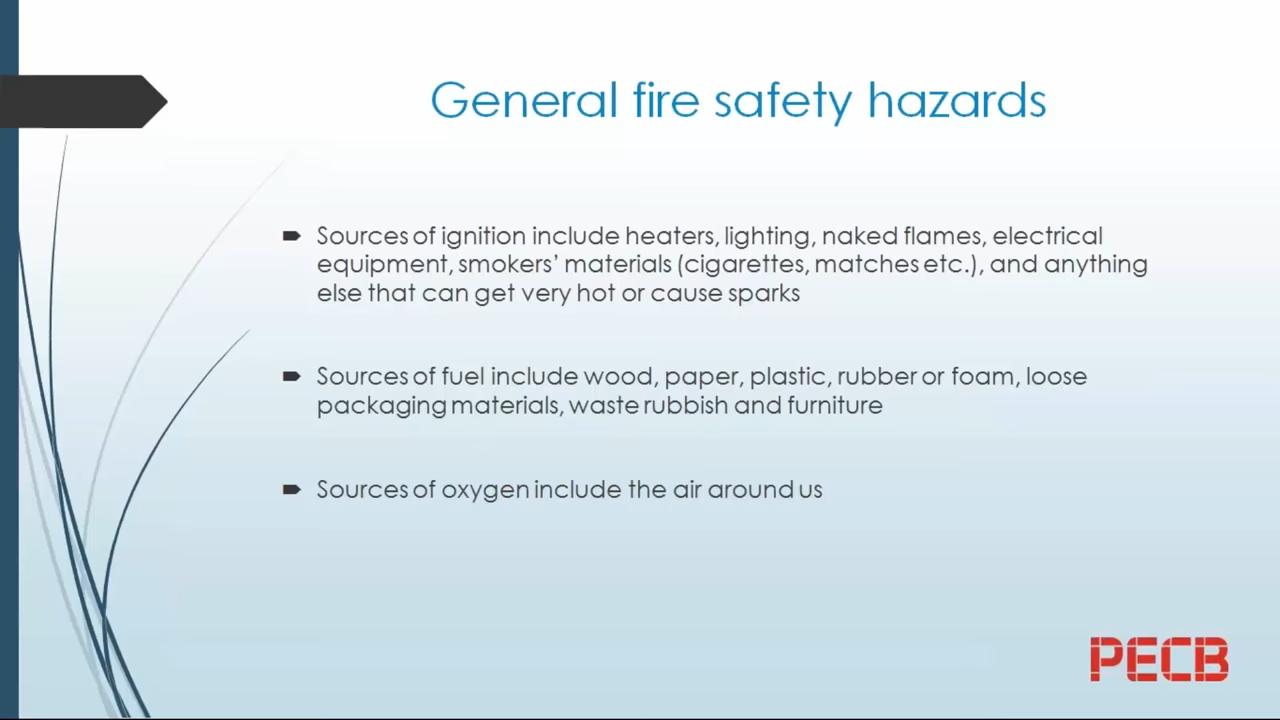 General fire safety hazards
Sources of ignition include heaters, lighting, naked flames, electrical
equipment, smokers' materials (cigarettes, matches etc.), and anything
else that can get very hot or cause sparks
Sources of fuel include wood, paper, plastic, rubber or foam, loose
packaging materials, waste rubbish and furniture
Sources of oxygen include the air around us
PECB